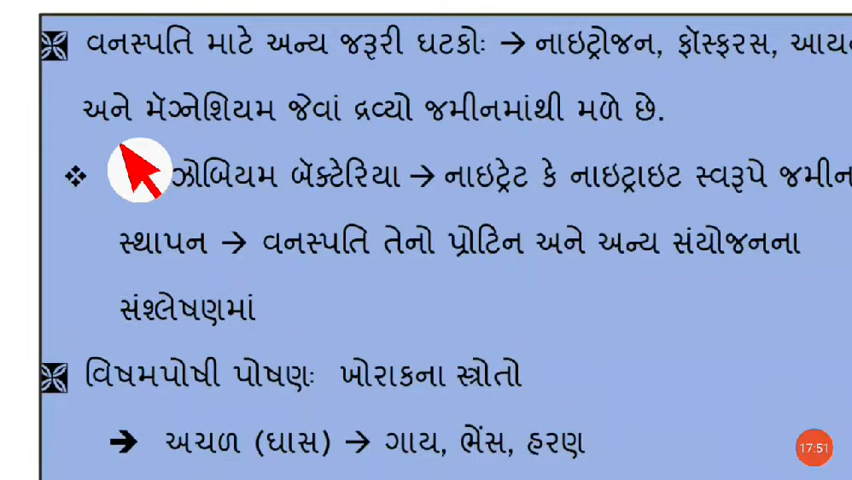 વનસ્પતિ માટે અન્ય જરૂરી ઘટકોઃ → નાઇટ્રોજન, ફૉસ્ફરસ,
અને મૅગ્નેશિયમ જેવાં દ્રવ્યો જમીનમાંથી મળે છે.
બૅક્ટેરિયા → નાઇટ્રેટ કે નાઇટ્રાઇટ સ્વરૂપે
સ્થાપન → વનસ્પતિ તેનો પ્રોટિન અને અન્ય સંયોજનના
સંશ્લેષણમાં
વિષમપોષી પોષણઃ ખોરાકના સ્ત્રોતો
➔ અચળ (ઘાસ) → ગાય, ભેંસ, હરણ
17:51